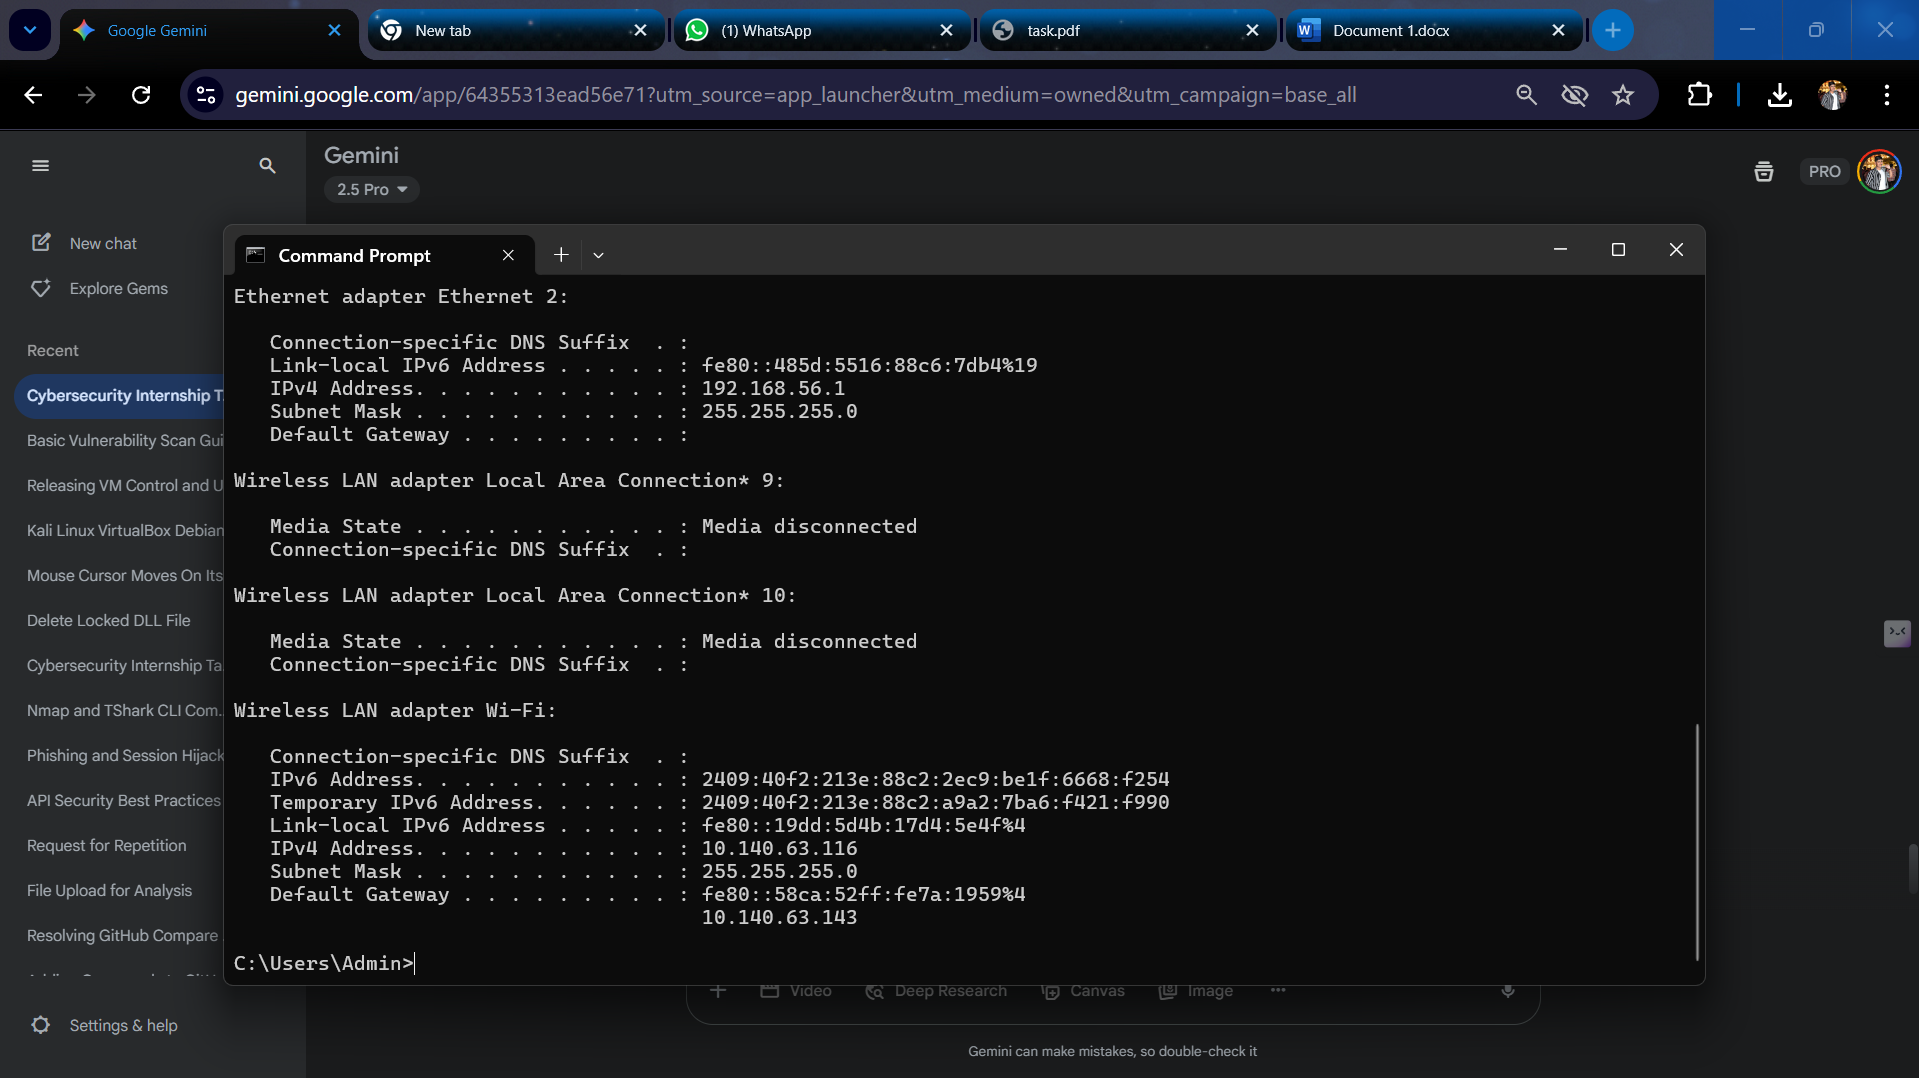 Google Gemini
New tab
(1) WhatsApp
task.pdf
Document 1.docx
gemini.google.com/app/64355313ead56e71?utm_source=app_launcher&utm_medium=owned&utm_campaign=base_all
Gemini
2.5 Pro
PRO
New chat
Explore Gems
Recent
Cybersecurity Internship T
Basic Vulnerability Scan Gui
Releasing VM Control and U
Kali Linux VirtualBox Debian
Mouse Cursor Moves On Its
Delete Locked DLL File
Cybersecurity Internship Ta
Nmap and TShark CLI Com..
Phishing and Session Hijack
API Security Best Practices
Request for Repetition
File Upload for Analysis
Resolving GitHub Compare
Settings & help
Command Prompt
Ethernet adapter Ethernet 2:
Connection-specific DNS Suffix  . :
Link-local IPv6 Address . . . . . : fe80::485d:5516:88c6:7db4%19
IPv4 Address. . . . . . . . . . . : 192.168.56.1
Subnet Mask . . . . . . . . . . . : 255.255.255.0
Default Gateway . . . . . . . . . :
Wireless LAN adapter Local Area Connection* 9:
Media State . . . . . . . . . . . : Media disconnected
Connection-specific DNS Suffix  . :
Wireless LAN adapter Local Area Connection* 10:
Media State . . . . . . . . . . . : Media disconnected
Connection-specific DNS Suffix  . :
Wireless LAN adapter Wi-Fi:
Connection-specific DNS Suffix  . :
IPv6 Address. . . . . . . . . . . : 2409:40f2:213e:88c2:2ec9:be1f:6668:f254
Temporary IPv6 Address. . . . . . : 2409:40f2:213e:88c2:a9a2:7ba6:f421:f990
Link-local IPv6 Address . . . . . : fe80::19dd:5d4b:17d4:5e4f%4
IPv4 Address. . . . . . . . . . . : 10.140.63.116
Subnet Mask . . . . . . . . . . . : 255.255.255.0
Default Gateway . . . . . . . . . : fe80::58ca:52ff:fe7a:1959%4
10.140.63.143
C:\Users\Admin>
Video
Deep Research
Canvas
Image
Gemini can make mistakes, so double-check it